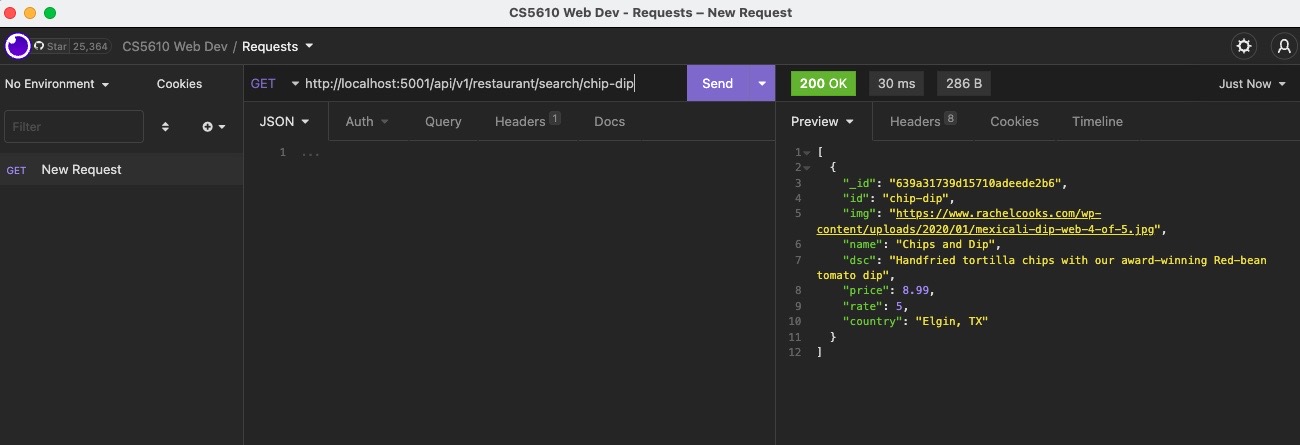 CS5610 Web Dev - Requests – New Request
Star 25,364 CS5610 Web Dev / Requests
No Environment Cookies
GET http://localhost:5001/api/v1/restaurant/search/chip-dip Send
200 OK 30 ms 286 B Just Now
Filter
GET New Request
JSON Auth Query Headers 1 Docs
1 ...
Preview Headers 8 Cookies Timeline
1 [
2 {
3 "_id": "639a31739d15710adeede2b6",
4 "id": "chip-dip",
5 "img": "https://www.rachelcooks.com/wp-
content/uploads/2020/01/mexicali-dip-web-4-of-5.jpg",
6 "name": "Chips and Dip",
7 "dsc": "Handfried tortilla chips with our award-winning Red-bean
tomato dip",
8 "price": 8.99,
9 "rate": 5,
10 "country": "Elgin, TX"
11 }
12 ]